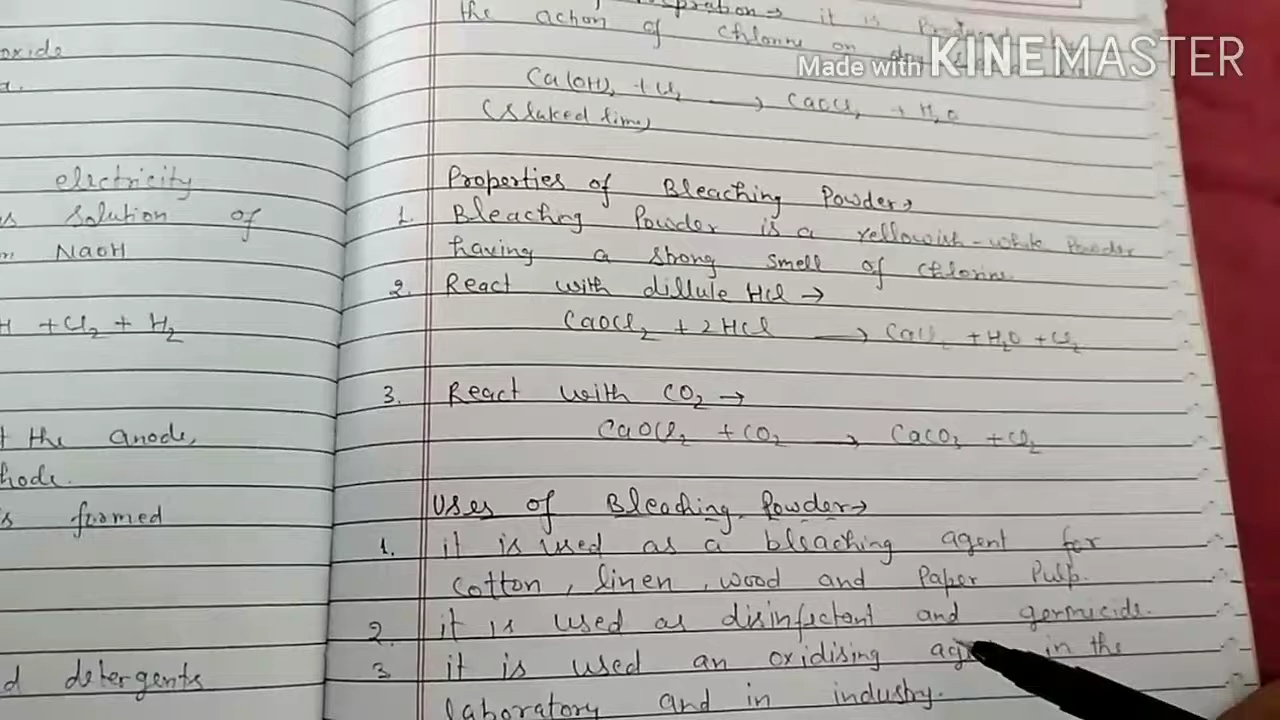 oxide
electricity
solution of
NaOH
+Cl2 + H2
t the anode,
hode.
is formed
d detergents
it is
the action of chlorine on
Made with KINEMASTER
Ca(OH)2 + Cl2 → CaOCl2 + H2O
(Slaked lime)
Properties of Bleaching Powder→
1. Bleaching Powder is a yellowish-white Powder
having a strong smell of chlorine
2. React with dillute HCl →
CaOCl2 + 2HCl → CaCl2 + H2O + Cl2
3. React with CO2 →
CaOCl2 + CO2 → CaCO3 + Cl2
Uses of Bleaching Powder→
1. it is used as a bleaching agent for
cotton, linen, wood and Paper Pulp.
2. it is used as disinfectant and germicide.
3. it is used an oxidising in the
laboratory and in industry.